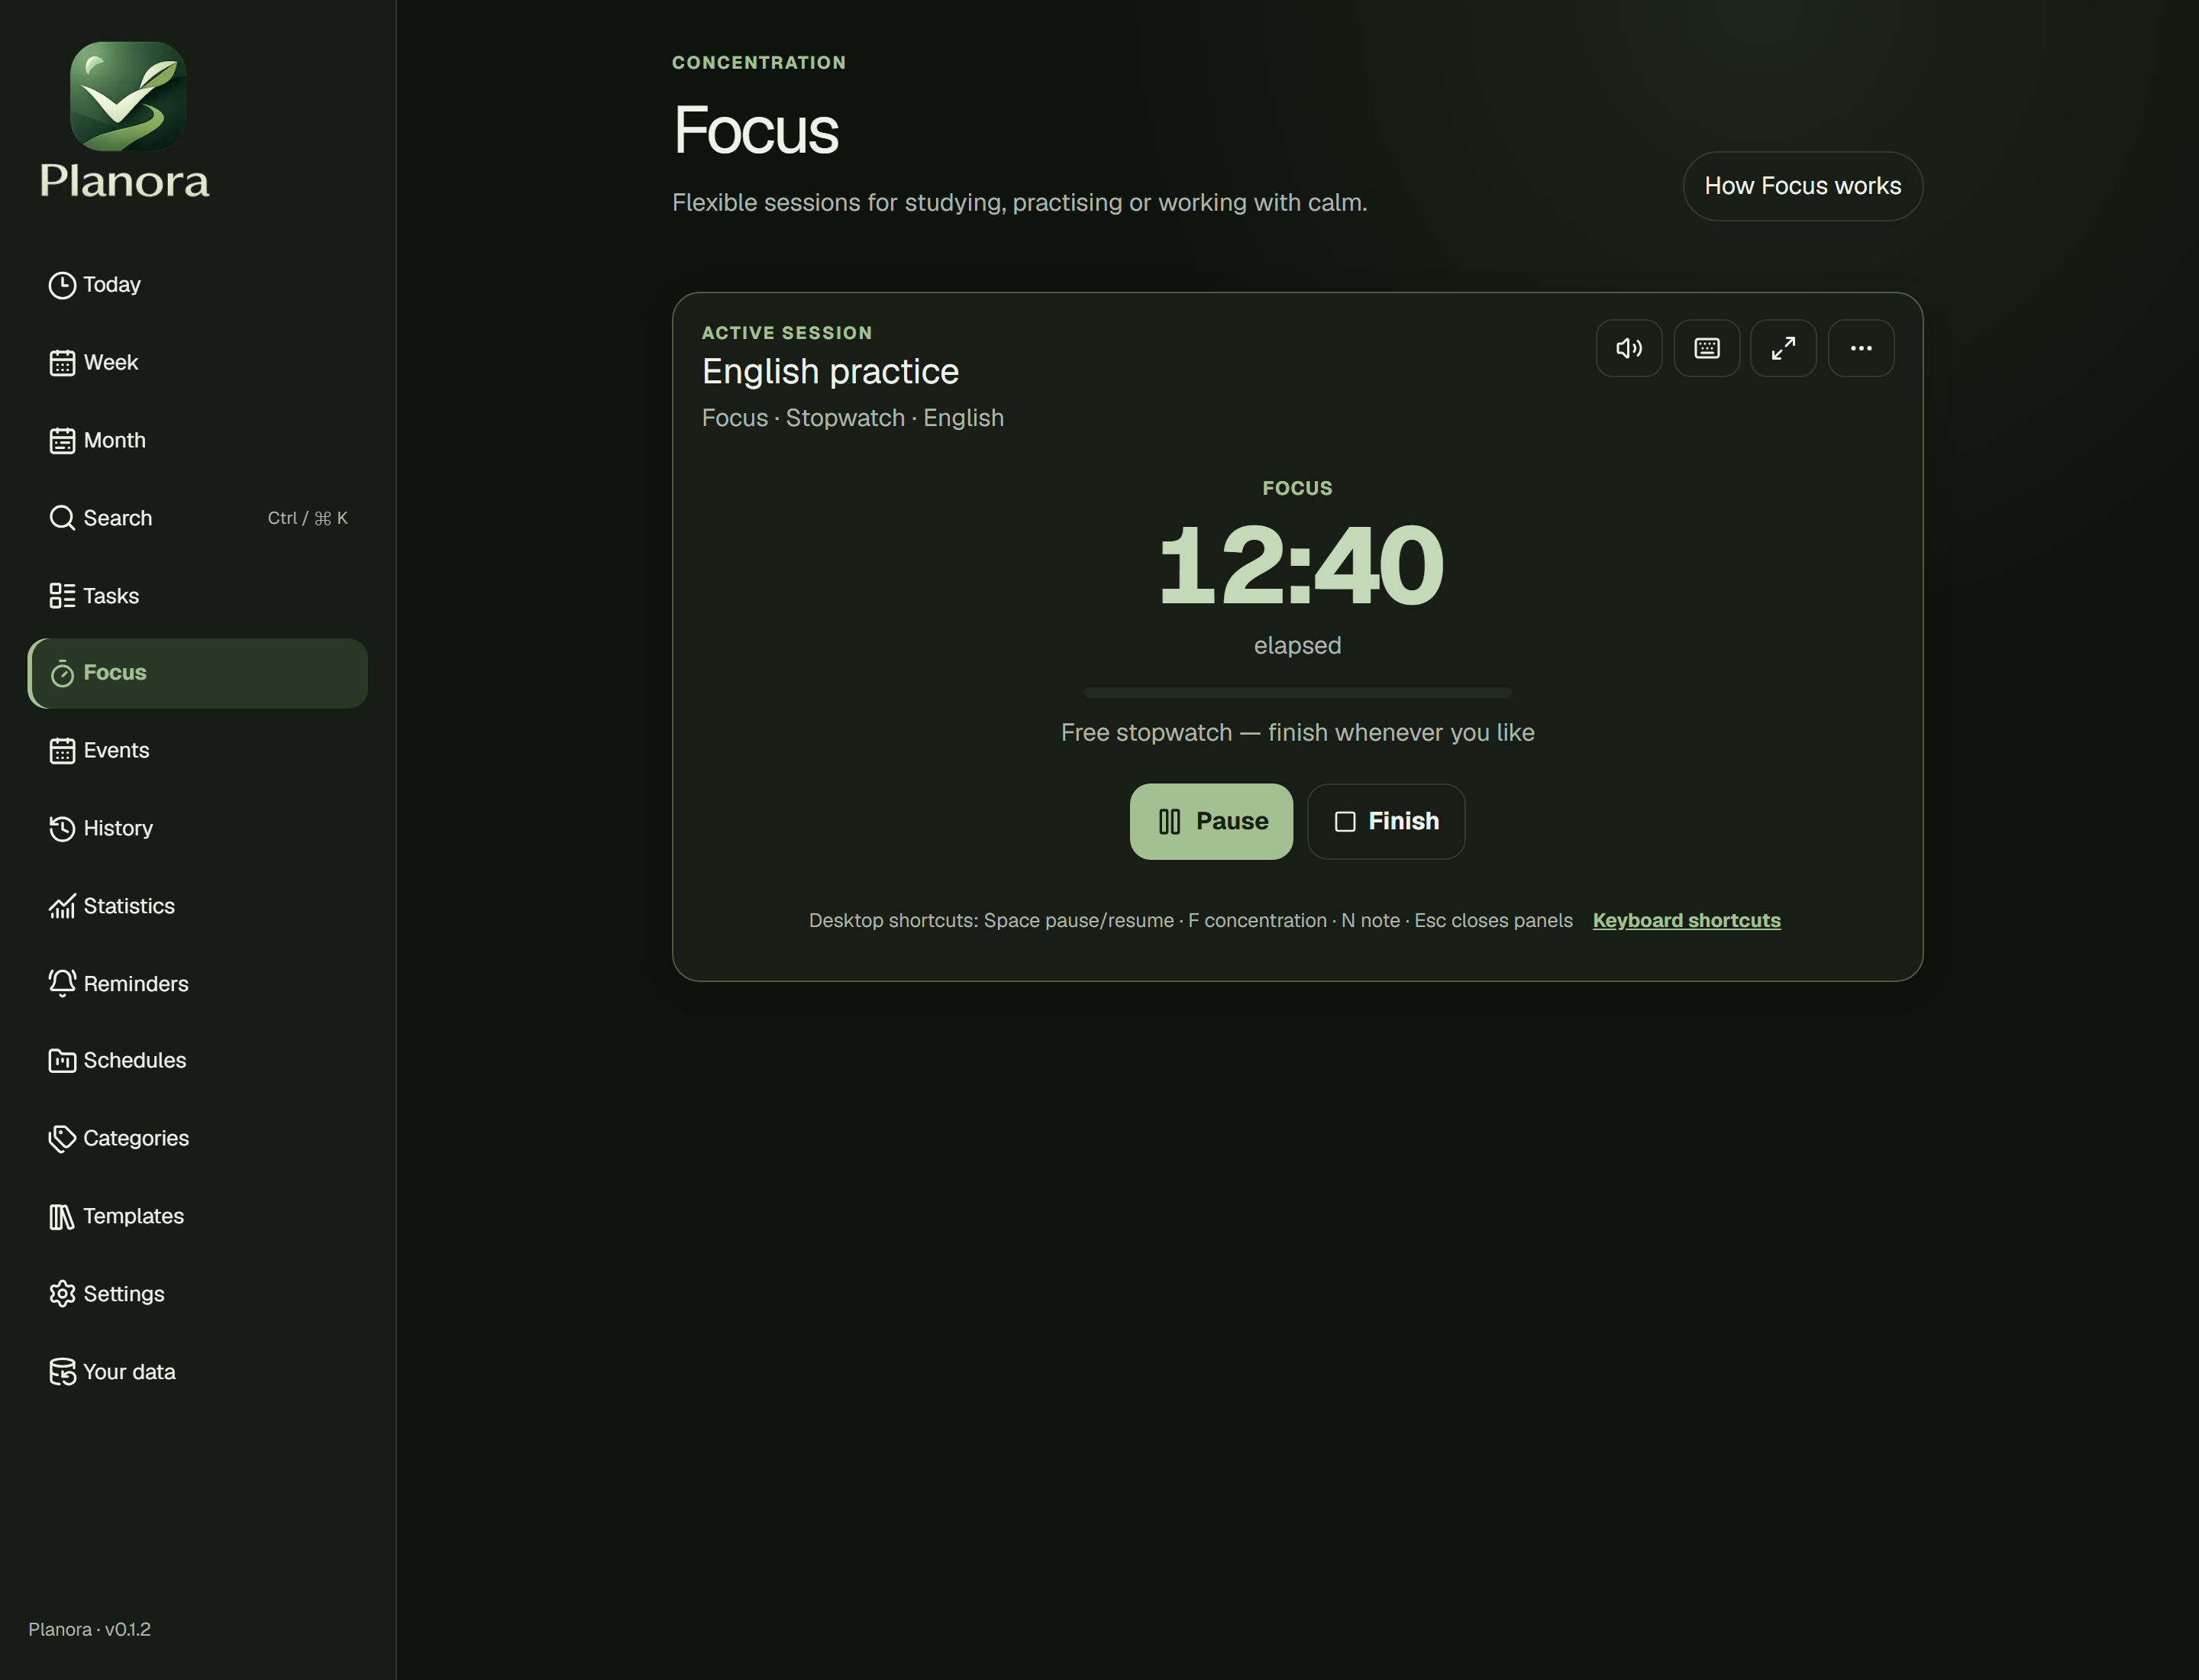 Planora
Today
Week
Month
Search Ctrl / ⌘ K
Tasks
Focus
Events
History
Statistics
Reminders
Schedules
Categories
Templates
Settings
Your data
Planora · v0.1.2
CONCENTRATION
Focus
Flexible sessions for studying, practising or working with calm.
How Focus works
ACTIVE SESSION
English practice
Focus · Stopwatch · English
FOCUS
12:40
elapsed
Free stopwatch — finish whenever you like
Pause
Finish
Desktop shortcuts: Space pause/resume · F concentration · N note · Esc closes panels Keyboard shortcuts